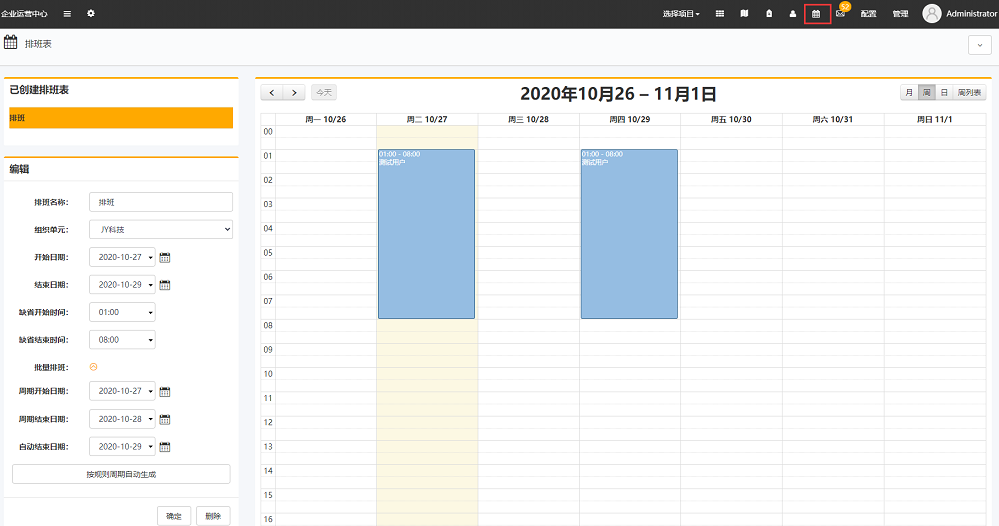 企业运营中心 选择项目 52 配置 管理 Administrator
排班表
已创建排班表
排班
编辑
排班名称: 排班
组织单元: JY科技
开始日期: 2020-10-27
结束日期: 2020-10-29
缺省开始时间: 01:00
缺省结束时间: 08:00
批量排班:
周期开始日期: 2020-10-27
周期结束日期: 2020-10-28
自动结束日期: 2020-10-29
按规则周期自动生成
确定 删除
今天 2020年10月26 – 11月1日 月 周 日 周列表
周一 10/26 周二 10/27 周三 10/28 周四 10/29 周五 10/30 周六 10/31 周日 11/1
00
01
01:00 - 08:00 01:00 - 08:00
测试用户 测试用户
02
03
04
05
06
07
08
09
10
11
12
13
14
15
16